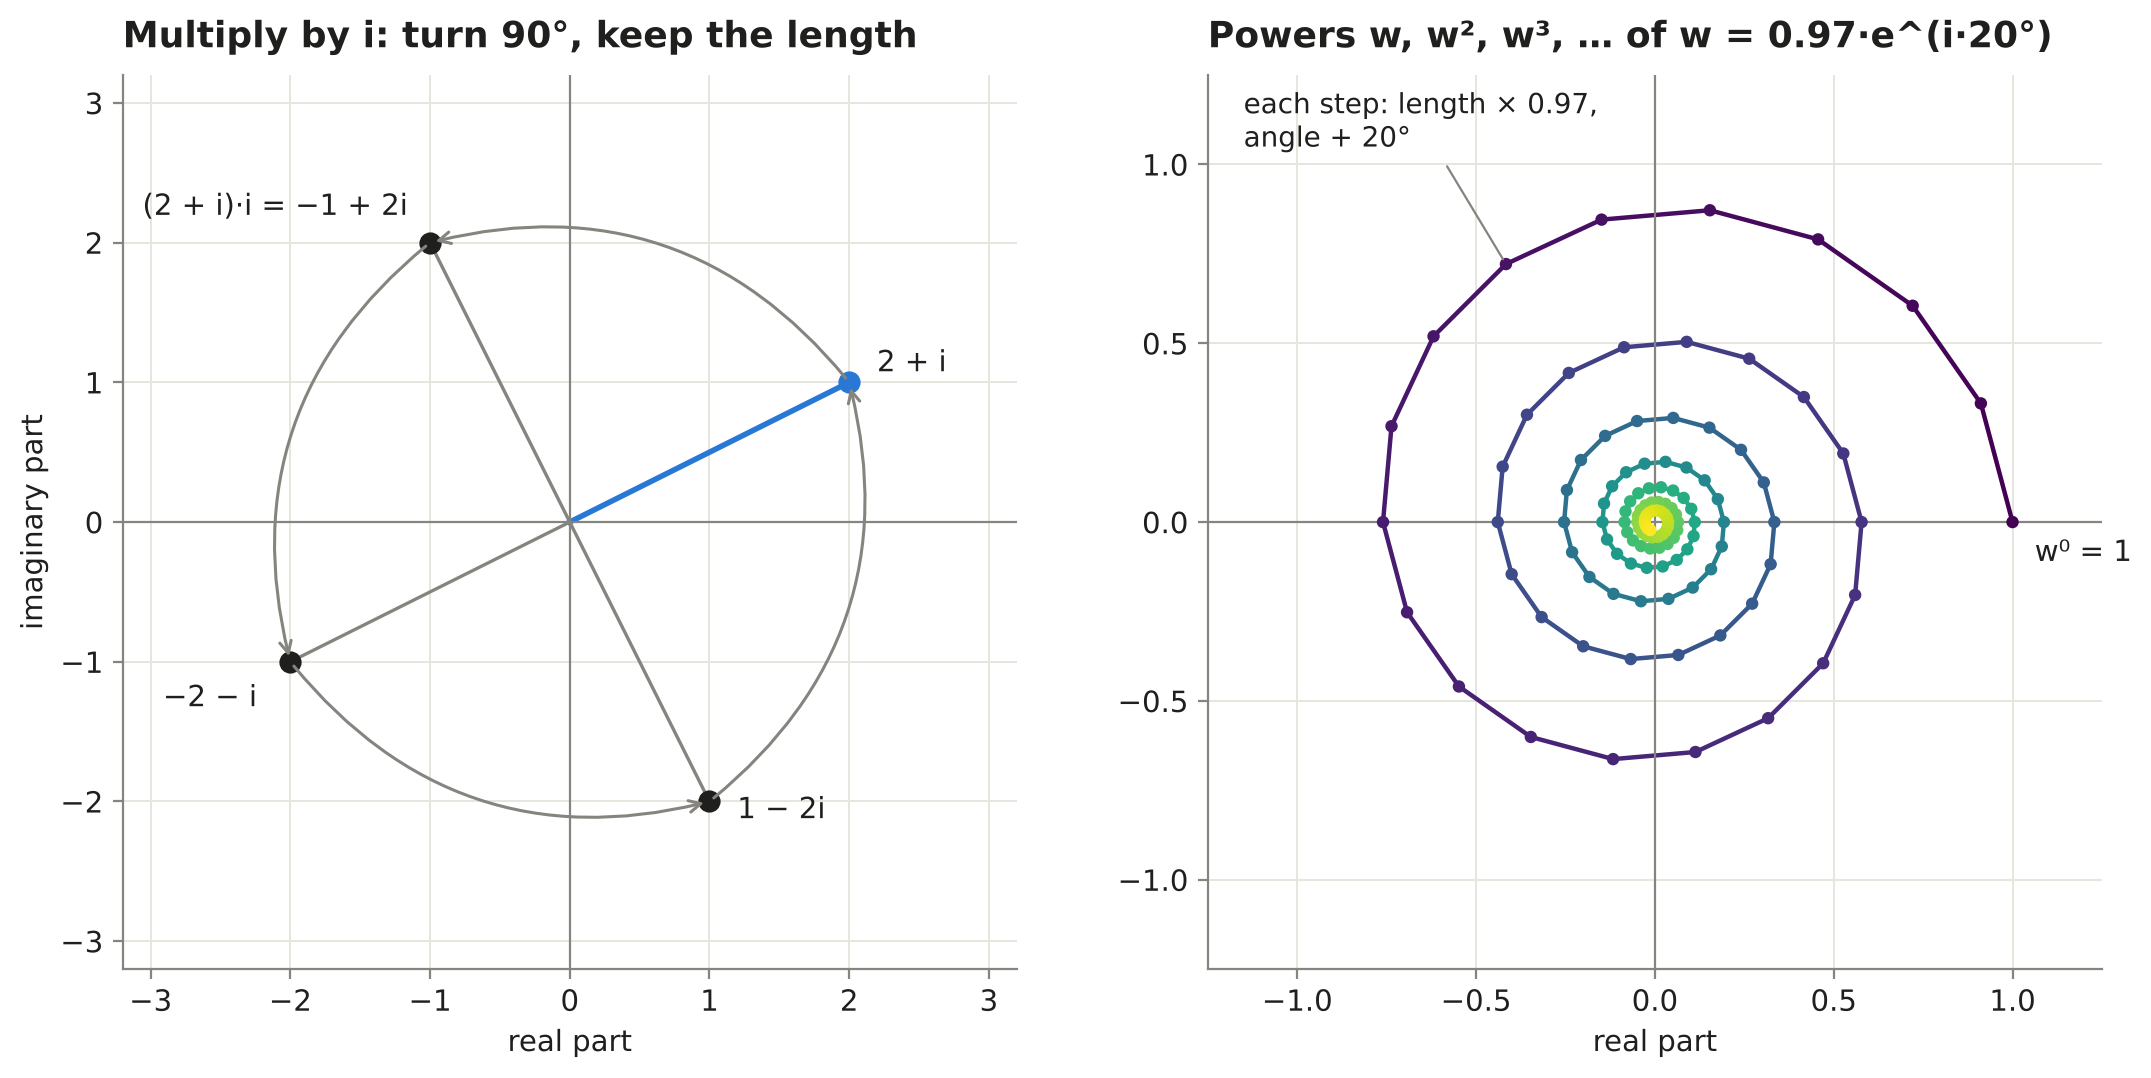 Multiply by i: turn 90°, keep the length
3
2
1
0
−1
−2
−3
imaginary part
(2 + i)·i = −1 + 2i
2 + i
−2 − i
1 − 2i
−3
−2
−1
0
1
2
3
real part
Powers w, w², w³, … of w = 0.97·e^(i·20°)
each step: length × 0.97,
angle + 20°
1.0
0.5
0.0
−0.5
−1.0
w⁰ = 1
−1.0
−0.5
0.0
0.5
1.0
real part